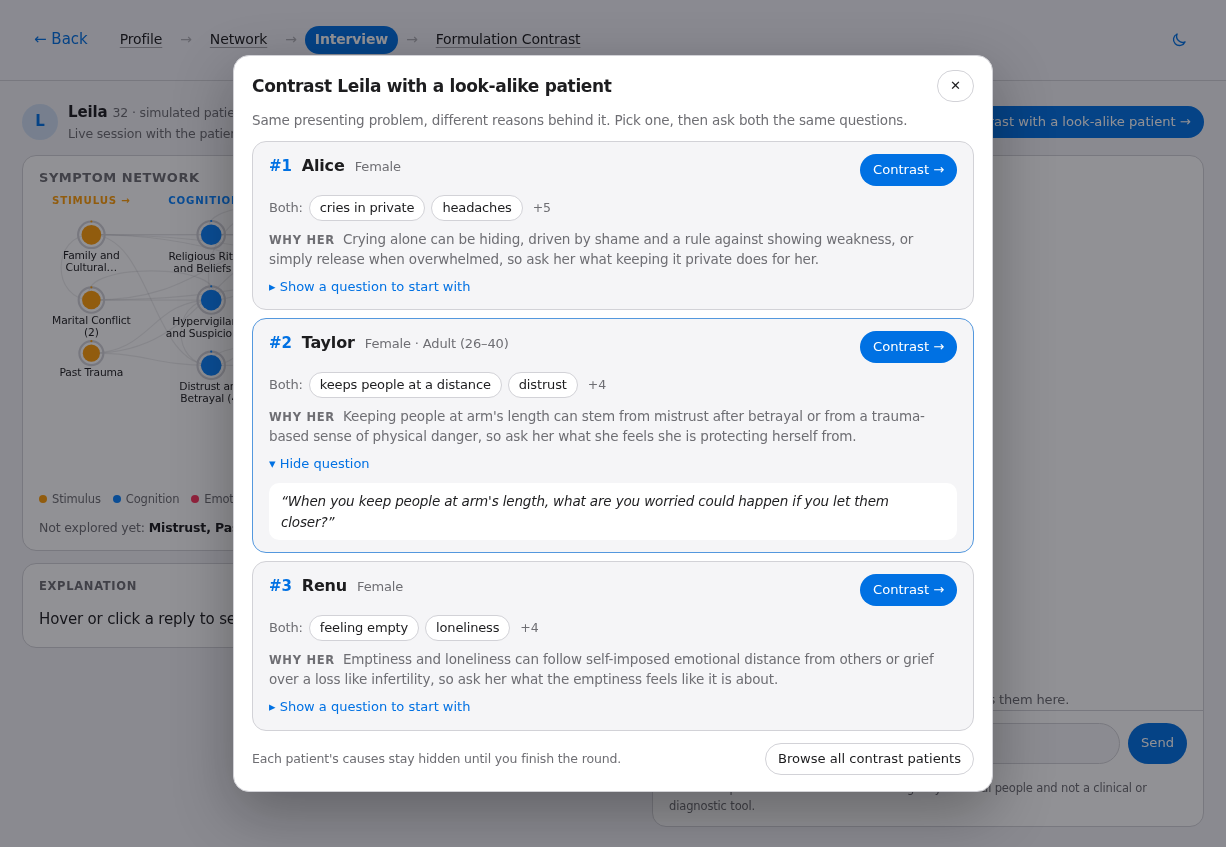 ← Back
Profile → Network → Interview → Formulation Contrast
L
Leila 32 · simulated patie
Live session with the patien
ast with a look-alike patient →
SYMPTOM NETWORK
STIMULUS →
COGNITION
Family and
Cultural...
Religious Rit
and Beliefs
Marital Conflict
(2)
Hypervigilan
and Suspicio
Past Trauma
Distrust an
Betrayal (4
Stimulus
Cognition
Emot
Not explored yet: Mistrust, Pa
EXPLANATION
Hover or click a reply to se
Contrast Leila with a look-alike patient
✕
Same presenting problem, different reasons behind it. Pick one, then ask both the same questions.
#1 Alice Female
Contrast →
Both: cries in private headaches +5
WHY HER Crying alone can be hiding, driven by shame and a rule against showing weakness, or
simply release when overwhelmed, so ask her what keeping it private does for her.
▸ Show a question to start with
#2 Taylor Female · Adult (26–40)
Contrast →
Both: keeps people at a distance distrust +4
WHY HER Keeping people at arm's length can stem from mistrust after betrayal or from a trauma-
based sense of physical danger, so ask her what she feels she is protecting herself from.
▾ Hide question
“When you keep people at arm's length, what are you worried could happen if you let them
closer?”
#3 Renu Female
Contrast →
Both: feeling empty loneliness +4
WHY HER Emptiness and loneliness can follow self-imposed emotional distance from others or grief
over a loss like infertility, so ask her what the emptiness feels like it is about.
▸ Show a question to start with
Each patient's causes stay hidden until you finish the round.
Browse all contrast patients
s them here.
Send
people and not a clinical or
diagnostic tool.